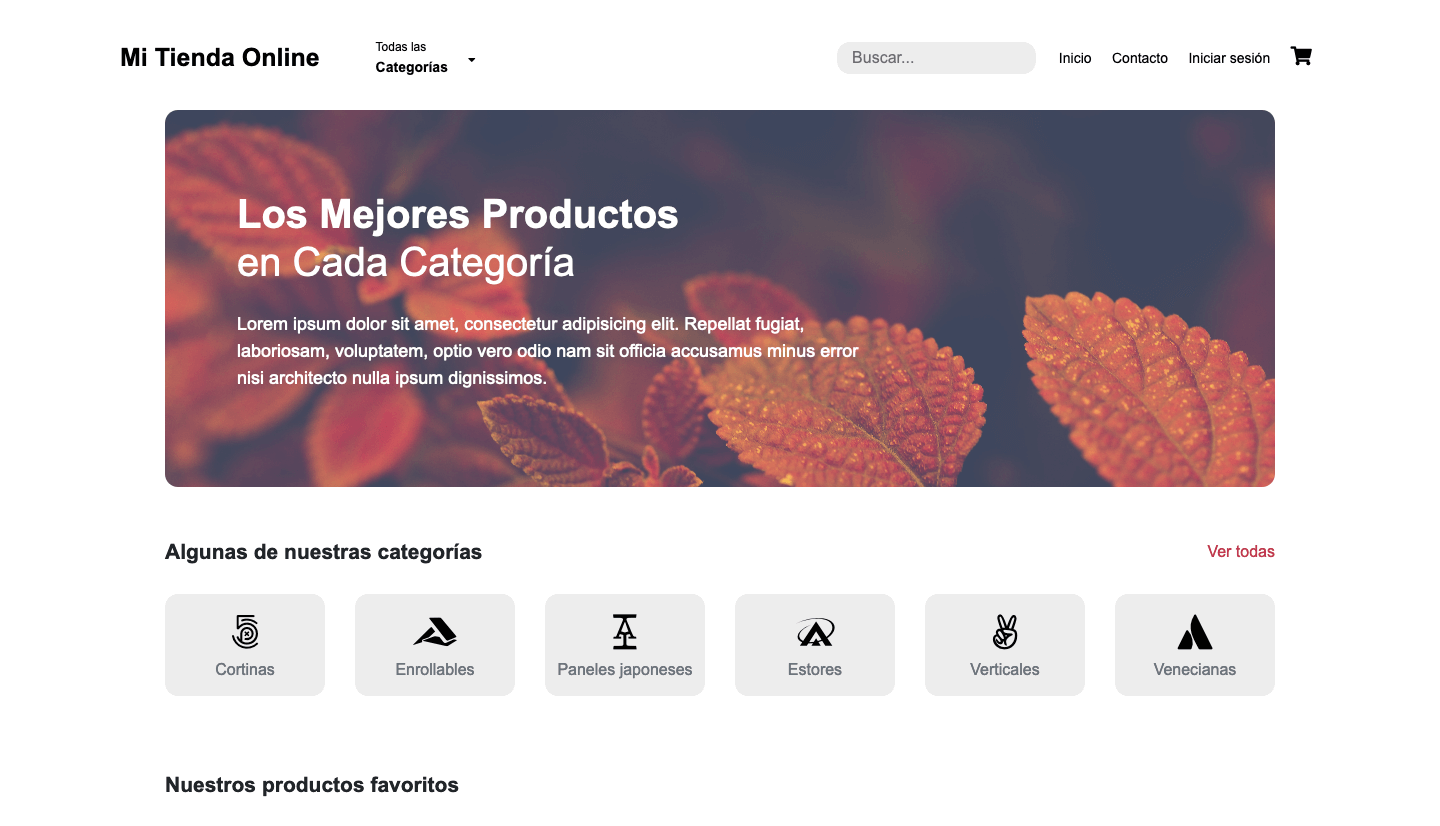 Mi Tienda Online
Todas las
Categorías
Buscar...
Inicio
Contacto
Iniciar sesión
Los Mejores Productos
en Cada Categoría
Lorem ipsum dolor sit amet, consectetur adipisicing elit. Repellat fugiat,
laboriosam, voluptatem, optio vero odio nam sit officia accusamus minus error
nisi architecto nulla ipsum dignissimos.
Algunas de nuestras categorías
Ver todas
Cortinas
Enrollables
Paneles japoneses
Estores
Verticales
Venecianas
Nuestros productos favoritos